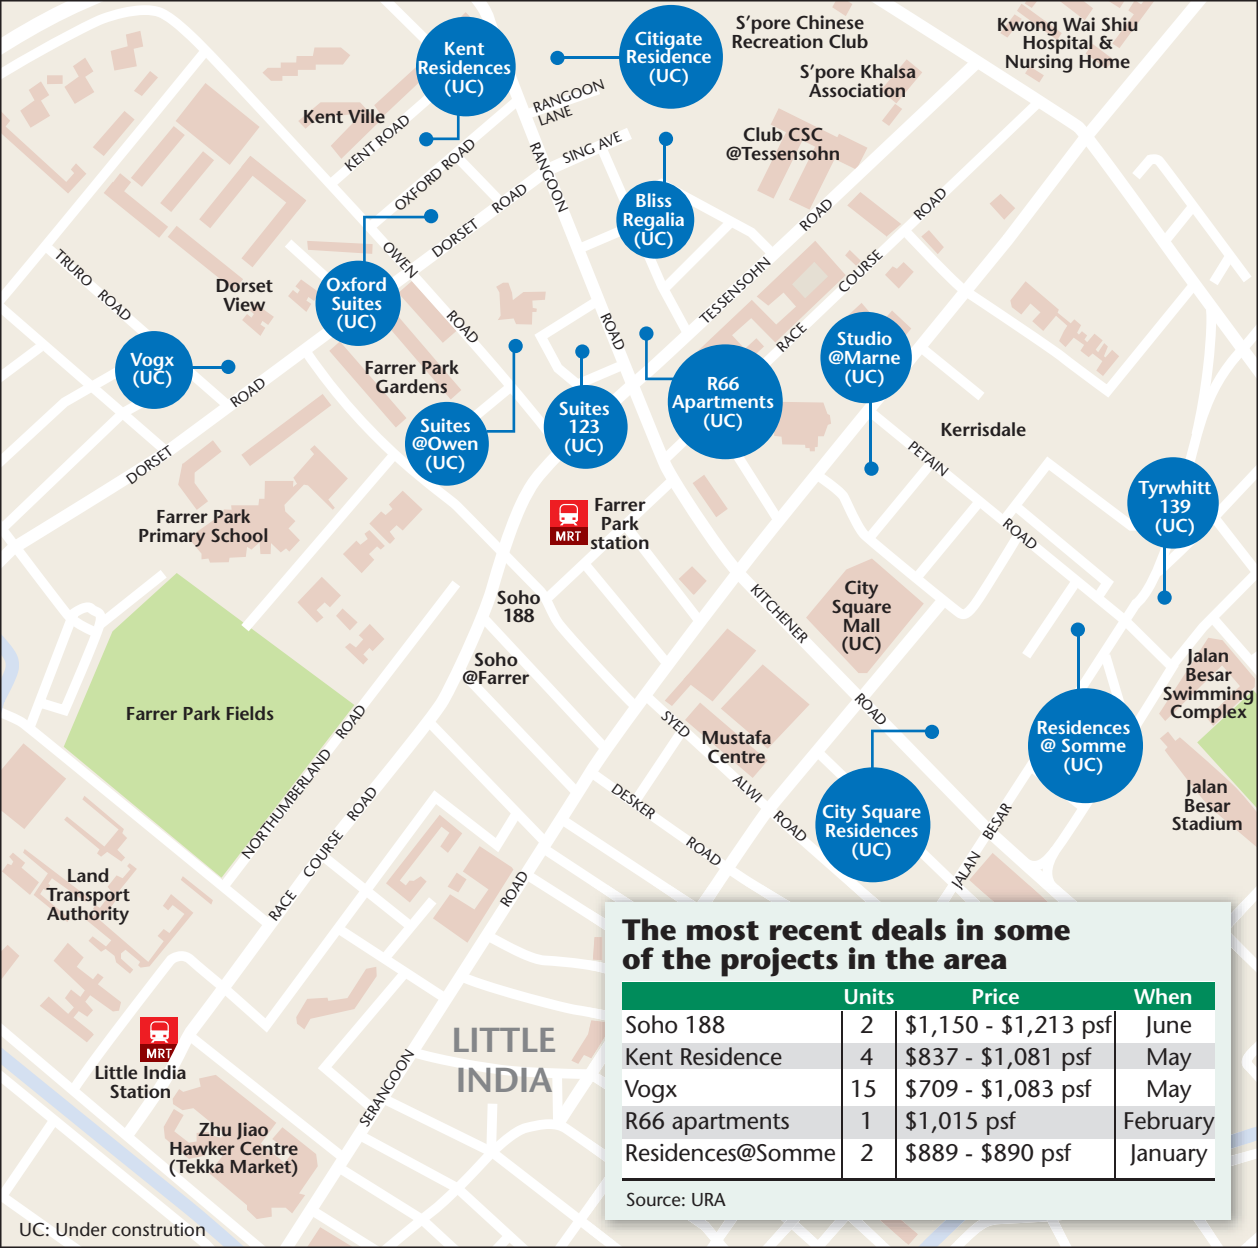 Kent
Residences
(UC)
Citigate
Residence
(UC)
S'pore Chinese
Recreation Club
S'pore Khalsa
Association
Kwong Wai Shiu
Hospital &
Nursing Home
Kent Ville
KENT ROAD
RANGOON
LANE
SING AVE
OXFORD ROAD
RANGOON
ROAD
Club CSC
@Tessensohn
Bliss
Regalia
(UC)
DORSET ROAD
OWEN
ROAD
TRURO ROAD
Dorset
View
Oxford
Suites
(UC)
TESSENSOHN ROAD
RACE COURSE ROAD
Vogx
(UC)
DORSET ROAD
Farrer Park
Gardens
Suites
@Owen
(UC)
Suites
123
(UC)
R66
Apartments
(UC)
Studio
@Marne
(UC)
Kerrisdale
PETAIN
ROAD
Tyrwhitt
139
(UC)
Farrer Park
Primary School
MRT
Farrer
Park
station
Soho
188
Soho
@Farrer
KITCHENER
ROAD
City
Square
Mall
(UC)
Jalan
Besar
Swimming
Complex
Farrer Park Fields
NORTHUMBERLAND ROAD
SYED
ALWI
ROAD
Mustafa
Centre
Residences
@ Somme
(UC)
Jalan
Besar
Stadium
RACE COURSE ROAD
DESKER
ROAD
City Square
Residences
(UC)
JALAN BESAR
Land
Transport
Authority
ROAD
SERANGOON
LITTLE
INDIA
MRT
Little India
Station
Zhu Jiao
Hawker Centre
(Tekka Market)
The most recent deals in some
of the projects in the area
Units Price When
Soho 188 2 $1,150 - $1,213 psf June
Kent Residence 4 $837 - $1,081 psf May
Vogx 15 $709 - $1,083 psf May
R66 apartments 1 $1,015 psf February
Residences@Somme 2 $889 - $890 psf January
Source: URA
UC: Under constrution